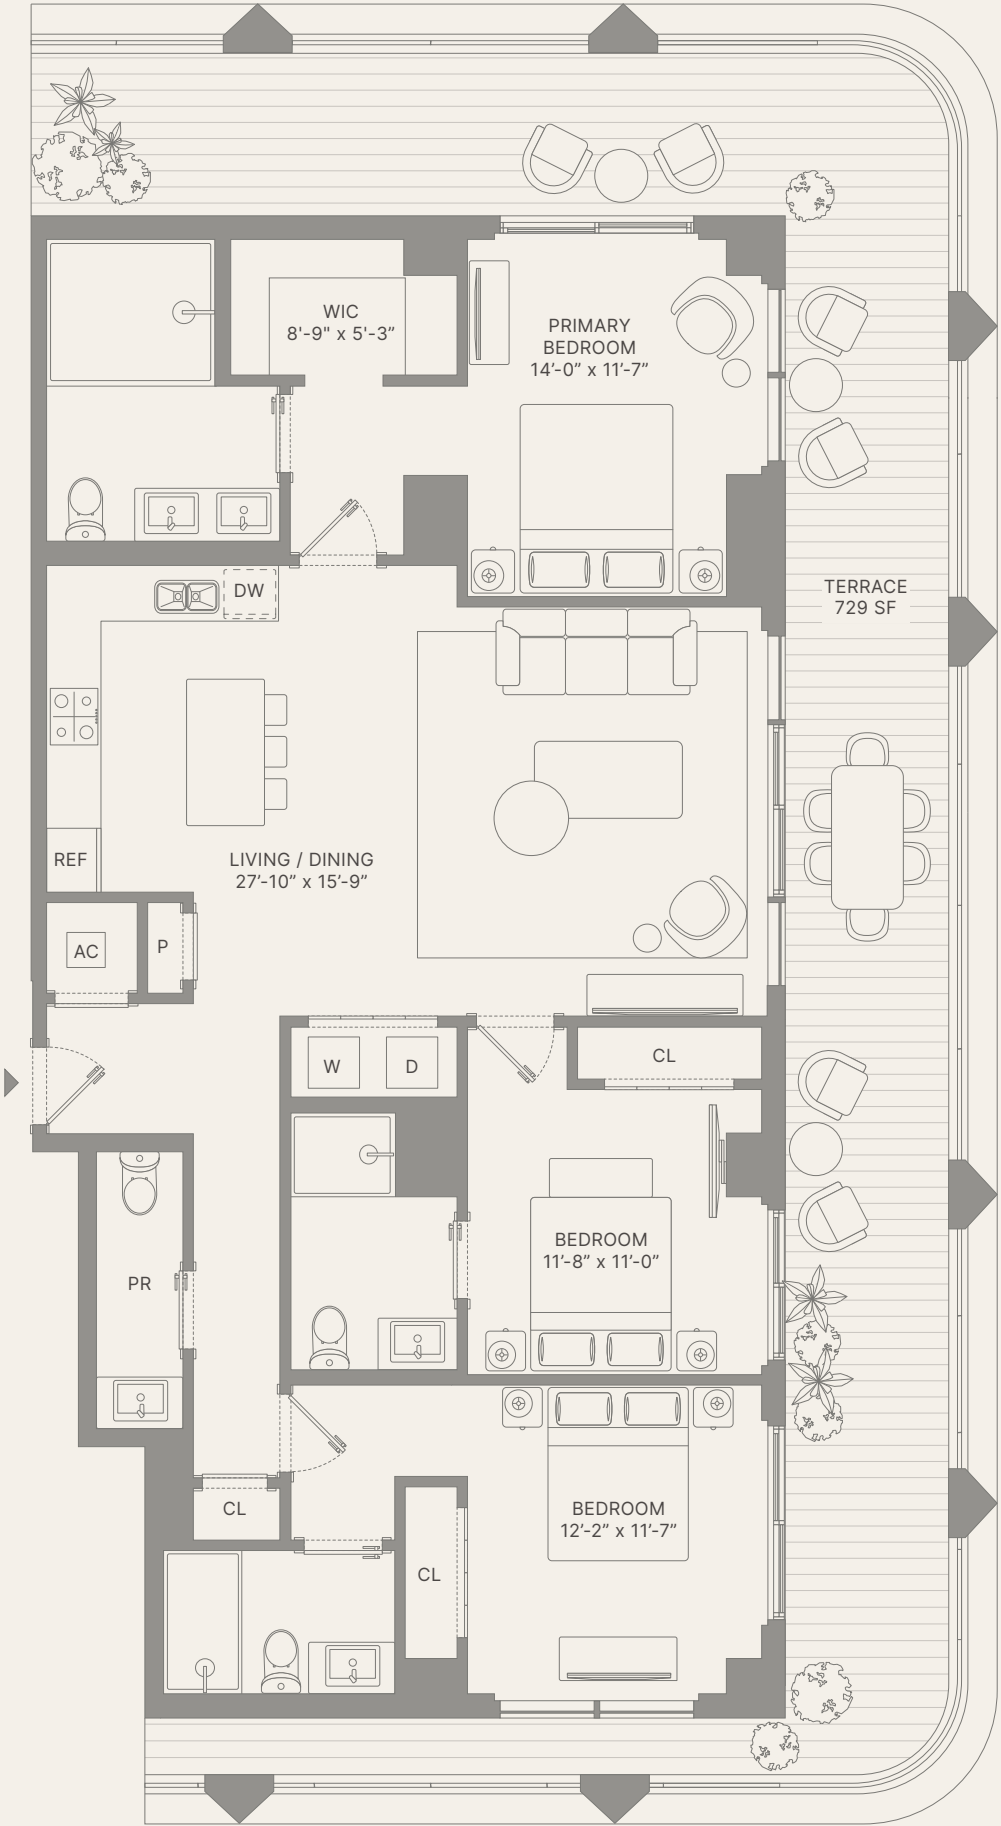 WIC
8'-9" x 5'-3”
PRIMARY
BEDROOM
14’-0” x 11’-7”
DW
TERRACE
729 SF
REF
LIVING / DINING
27’-10” x 15’-9”
AC
P
W
D
CL
BEDROOM
11’-8” x 11’-0”
PR
CL
BEDROOM
12’-2” x 11’-7”
CL